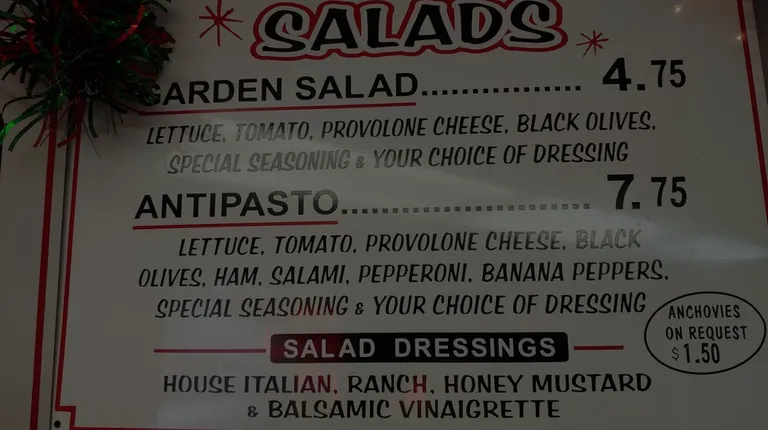 SALADS
GARDEN SALAD................ 4.75
LETTUCE, TOMATO, PROVOLONE CHEESE, BLACK OLIVES,
SPECIAL SEASONING & YOUR CHOICE OF DRESSING
ANTIPASTO......................... 7.75
LETTUCE, TOMATO, PROVOLONE CHEESE, BLACK
OLIVES, HAM, SALAMI, PEPPERONI, BANANA PEPPERS,
SPECIAL SEASONING & YOUR CHOICE OF DRESSING
ANCHOVIES
ON REQUEST
$1.50
SALAD DRESSINGS
HOUSE ITALIAN, RANCH, HONEY MUSTARD
& BALSAMIC VINAIGRETTE